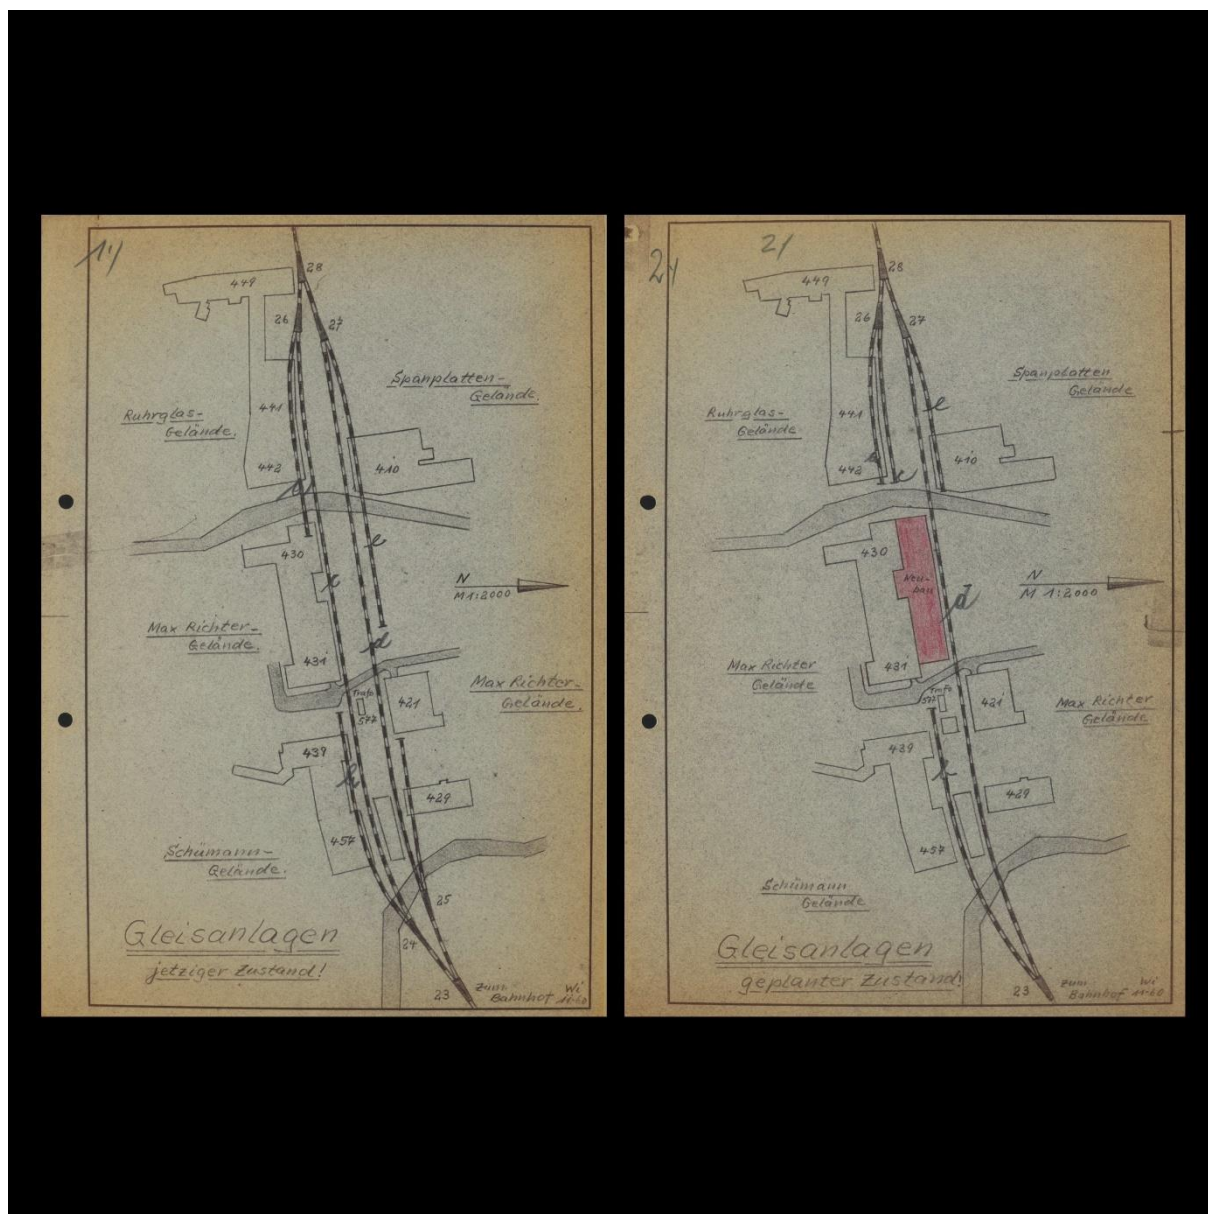 1)
28
449
26
27
Spanplatten-
Gelände.
Ruhrglas-
Gelände.
441
442
410
430
e
N
M 1:2000
d
Max Richter-
Gelände.
431
Trafo
577
421
Max Richter-
Gelände.
439
429
457
Schümann-
Gelände.
25
24
Gleisanlagen
jetziger Zustand!
23
Zum
Bahnhof
Wi
11-60
2)
2)
28
449
26
27
Spanplatten
Gelände
e
Ruhrglas-
Gelände
441
442
410
430
Neu-
bau
N
M 1:2000
d
Max Richter
Gelände
431
Trafo
577
421
Max Richter
Gelände
439
429
457
Schümann
Gelände
Gleisanlagen
geplanter Zustand!
23
Zum
Bahnhof
Wi
11-60